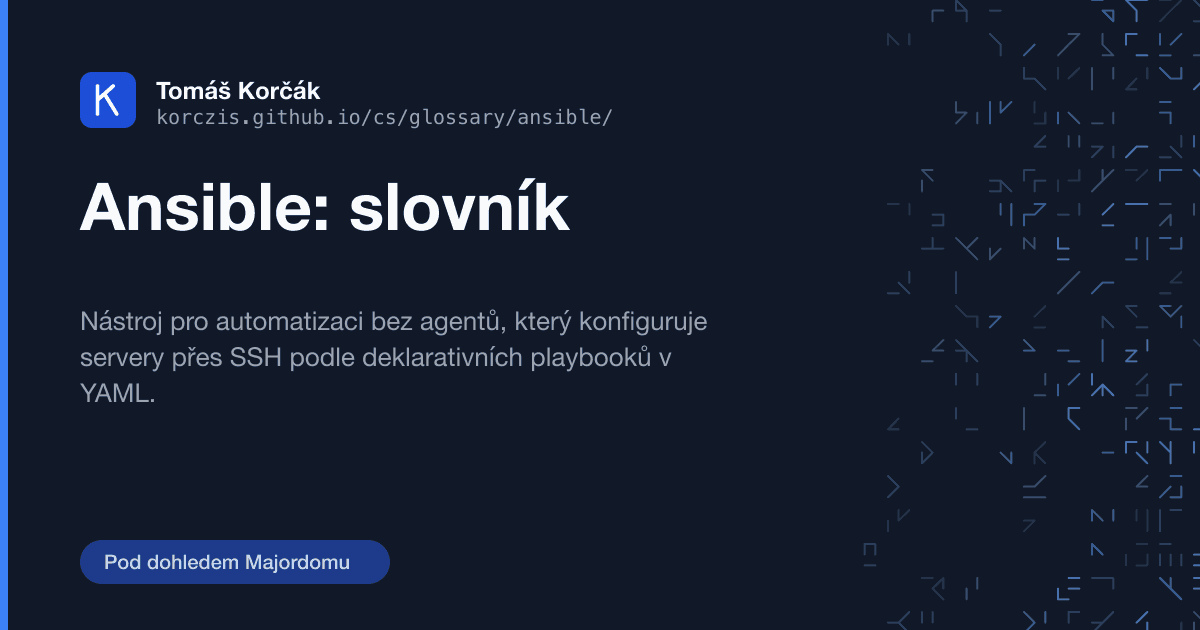 K
Tomáš Korčák
korczis.github.io/cs/glossary/ansible/
Ansible: slovník
Nástroj pro automatizaci bez agentů, který konfiguruje
servery přes SSH podle deklarativních playbooků v
YAML.
Pod dohledem Majordomu